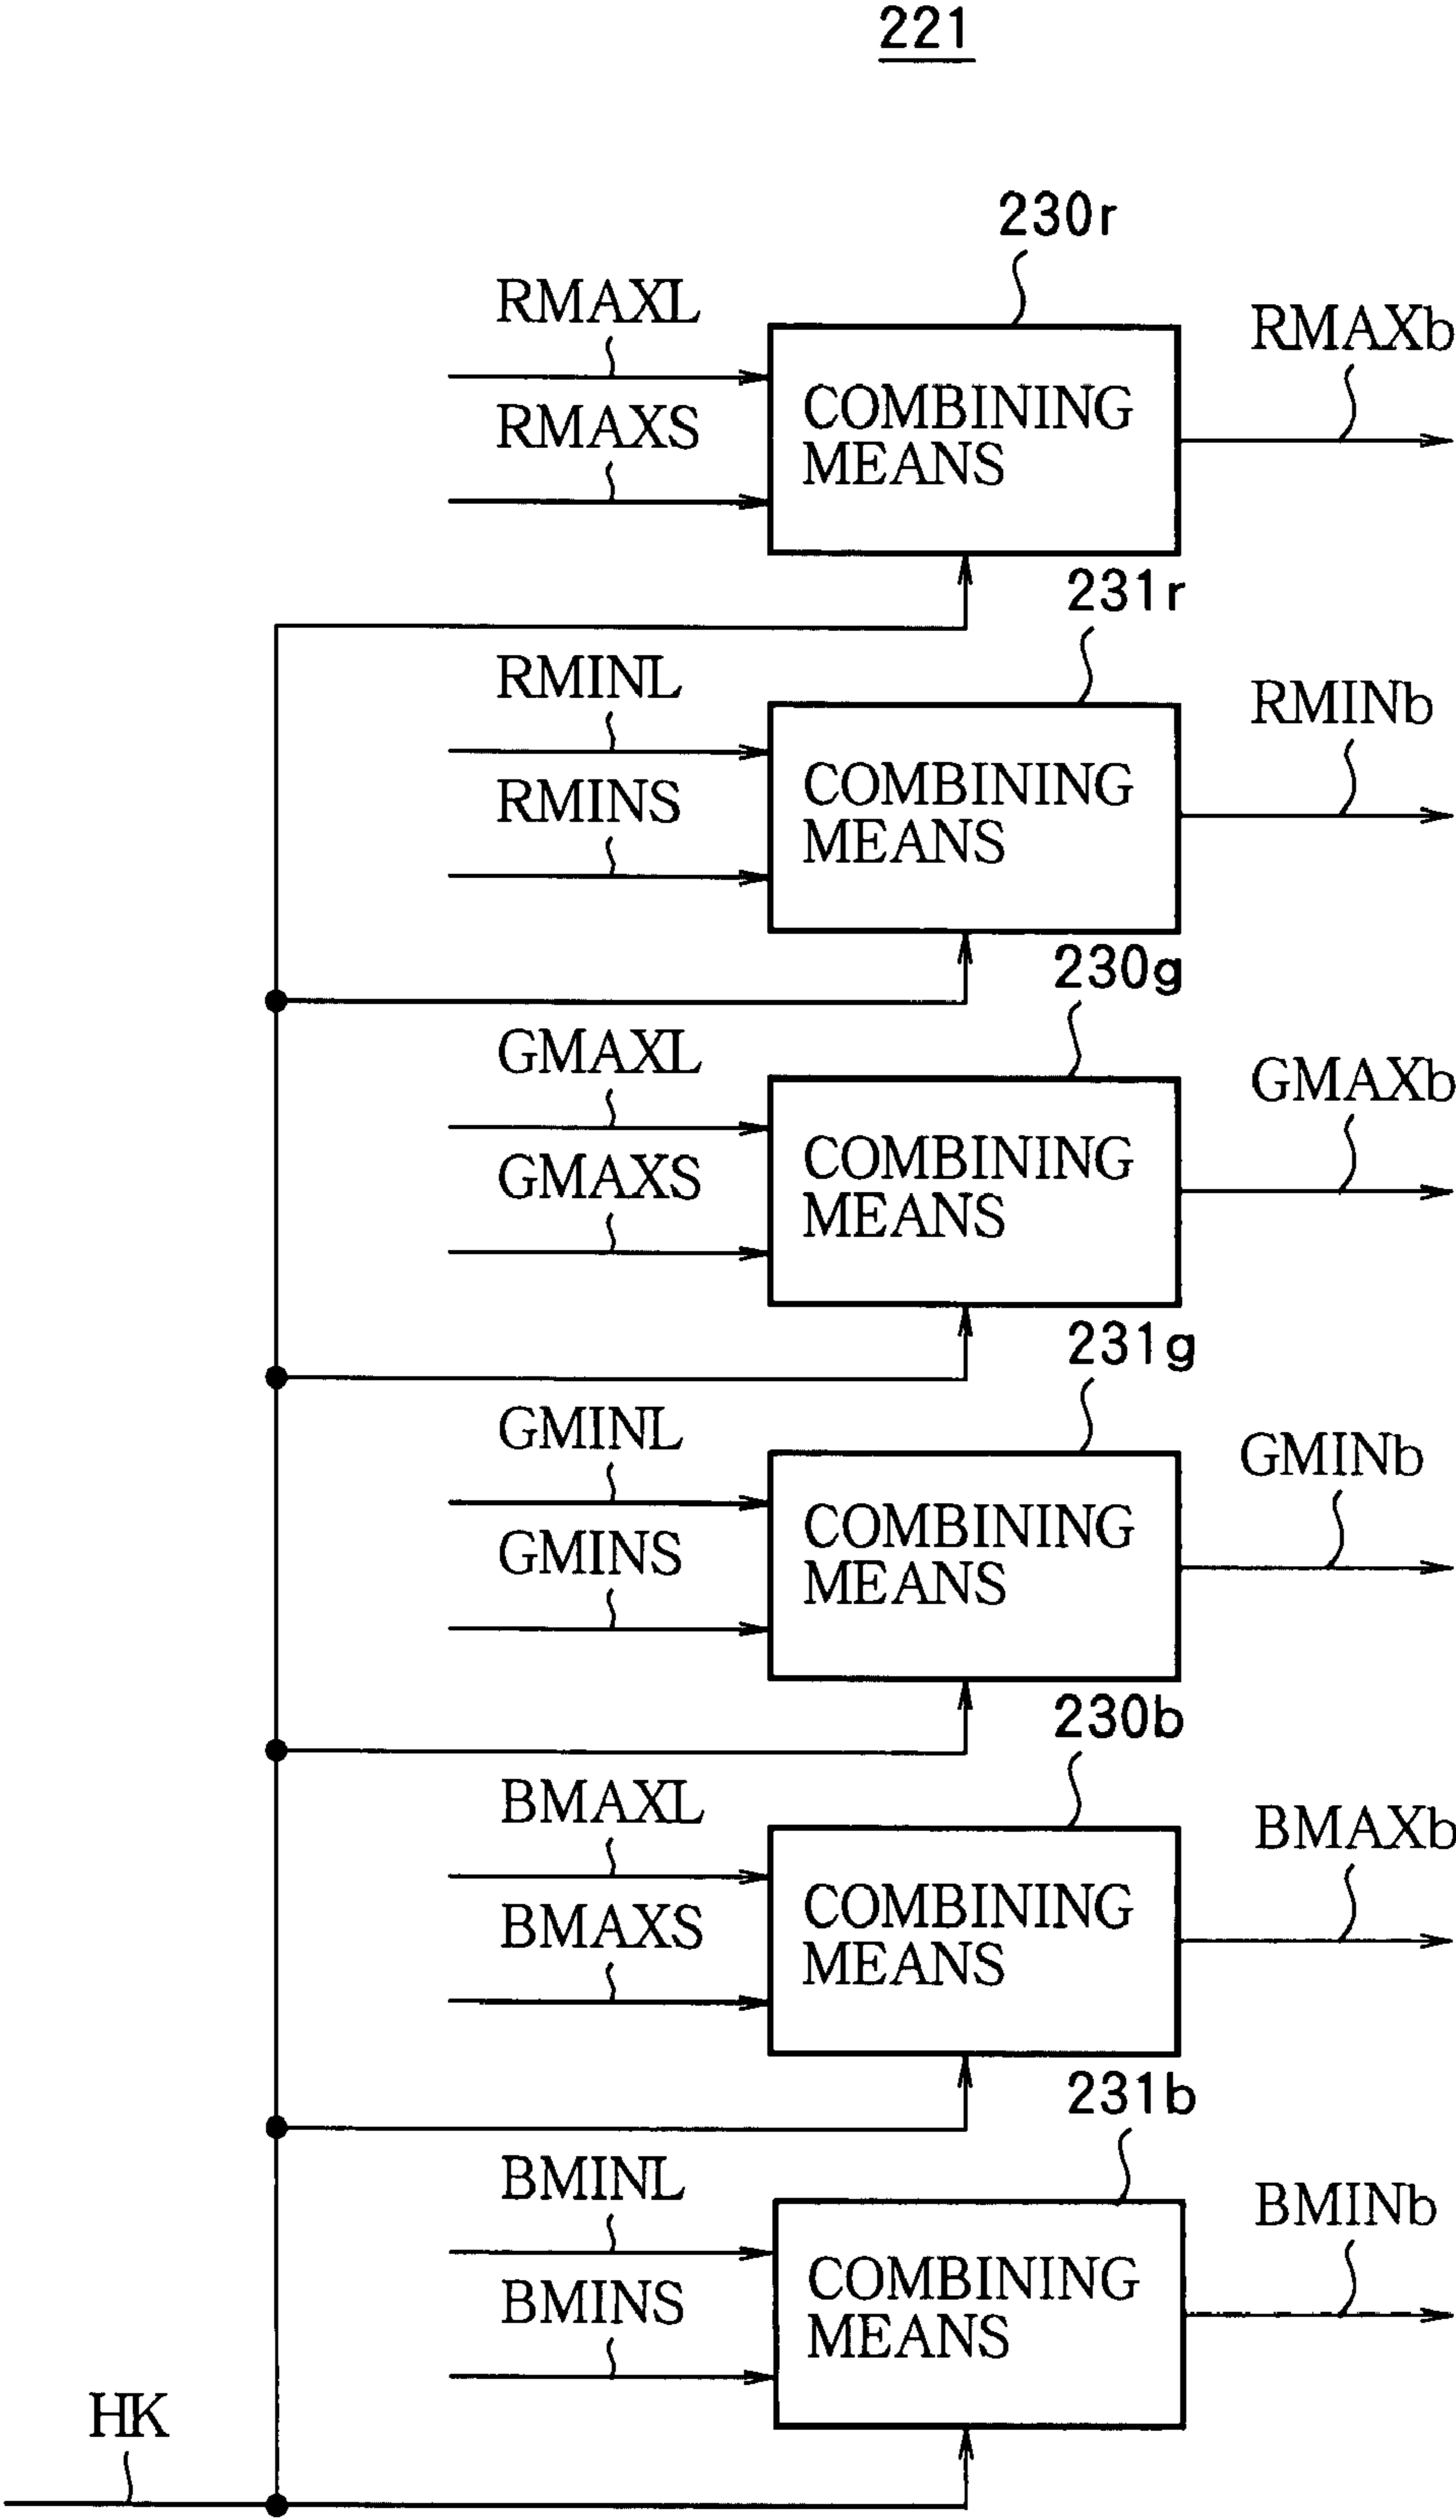 221
230r
RMAXL
RMAXb
RMAXS
COMBINING
MEANS
231r
RMINL
RMINb
RMINS
COMBINING
MEANS
230g
GMAXL
GMAXb
GMAXS
COMBINING
MEANS
231g
GMINL
GMINb
GMINS
COMBINING
MEANS
230b
BMAXL
BMAXb
BMAXS
COMBINING
MEANS
231b
BMINL
BMINb
BMINS
COMBINING
MEANS
HK